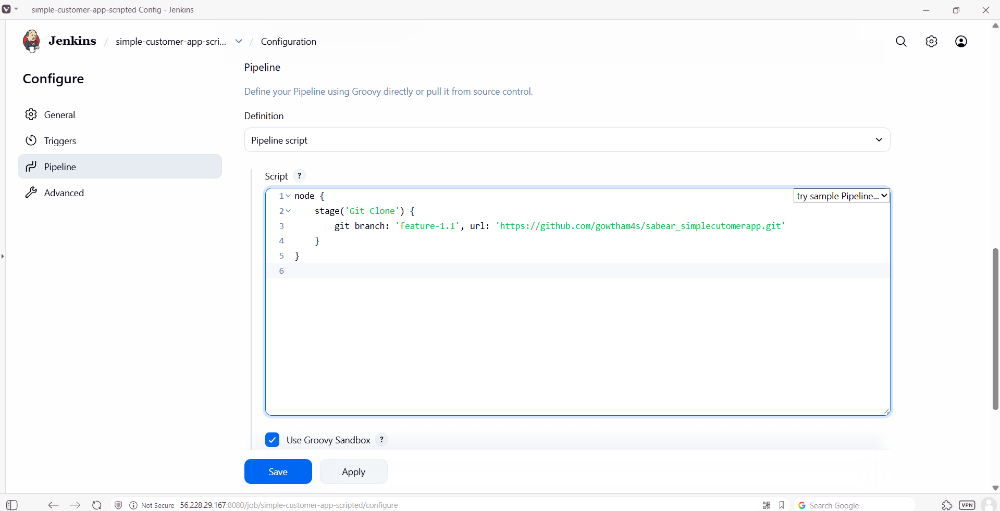 simple-customer-app-scripted Config - Jenkins
Jenkins / simple-customer-app-scri... / Configuration
Configure
General
Triggers
Pipeline
Advanced
Pipeline
Define your Pipeline using Groovy directly or pull it from source control.
Definition
Pipeline script
Script ?
try sample Pipeline...
1 node {
2 stage('Git Clone') {
3 git branch: 'feature-1.1', url: 'https://github.com/gowtham4s/sabear_simplecutomerapp.git'
4 }
5 }
6
Use Groovy Sandbox ?
Save Apply
Not Secure 56.228.29.167:8080/job/simple-customer-app-scripted/configure
G Search Google
VPN